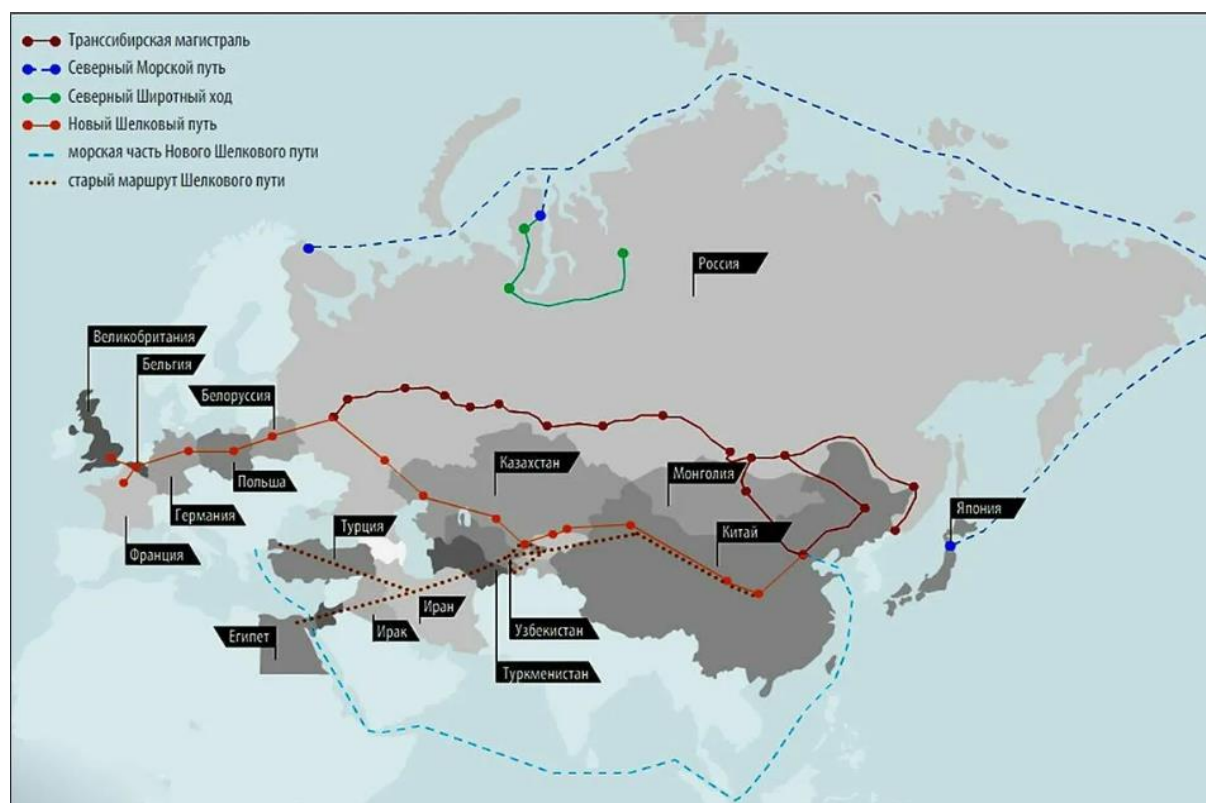 Транссибирская магистраль
Северный Морской путь
Северный Широтный ход
Новый Шелковый путь
морская часть Нового Шелкового пути
старый маршрут Шелкового пути
Россия
Великобритания
Бельгия
Белоруссия
Казахстан
Монголия
Польша
Германия
Япония
Турция
Китай
Франция
Иран
Ирак
Узбекистан
Египет
Туркменистан